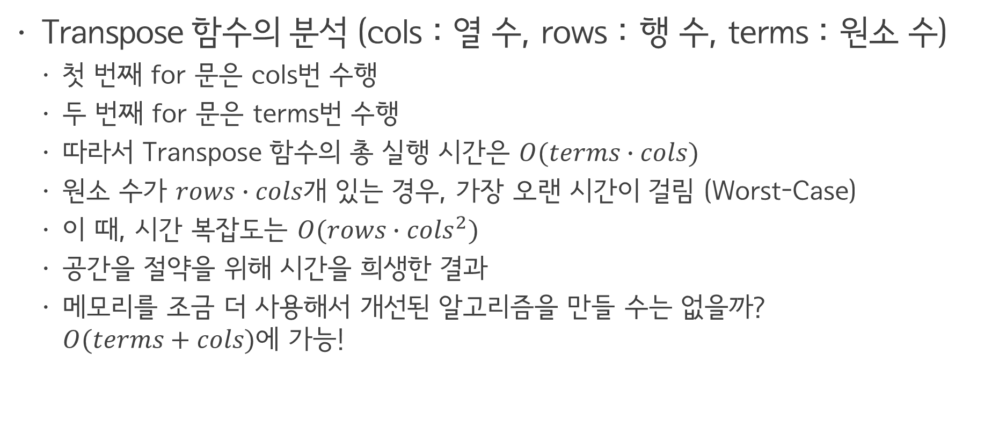 · Transpose 함수의 분석 (cols : 열 수, rows : 행 수, terms : 원소 수)
· 첫 번째 for 문은 cols번 수행
· 두 번째 for 문은 terms번 수행
· 따라서 Transpose 함수의 총 실행 시간은 O(terms · cols)
· 원소 수가 rows · cols개 있는 경우, 가장 오랜 시간이 걸림 (Worst-Case)
· 이 때, 시간 복잡도는 O(rows · cols²)
· 공간을 절약을 위해 시간을 희생한 결과
· 메모리를 조금 더 사용해서 개선된 알고리즘을 만들 수는 없을까?
O(terms + cols)에 가능!